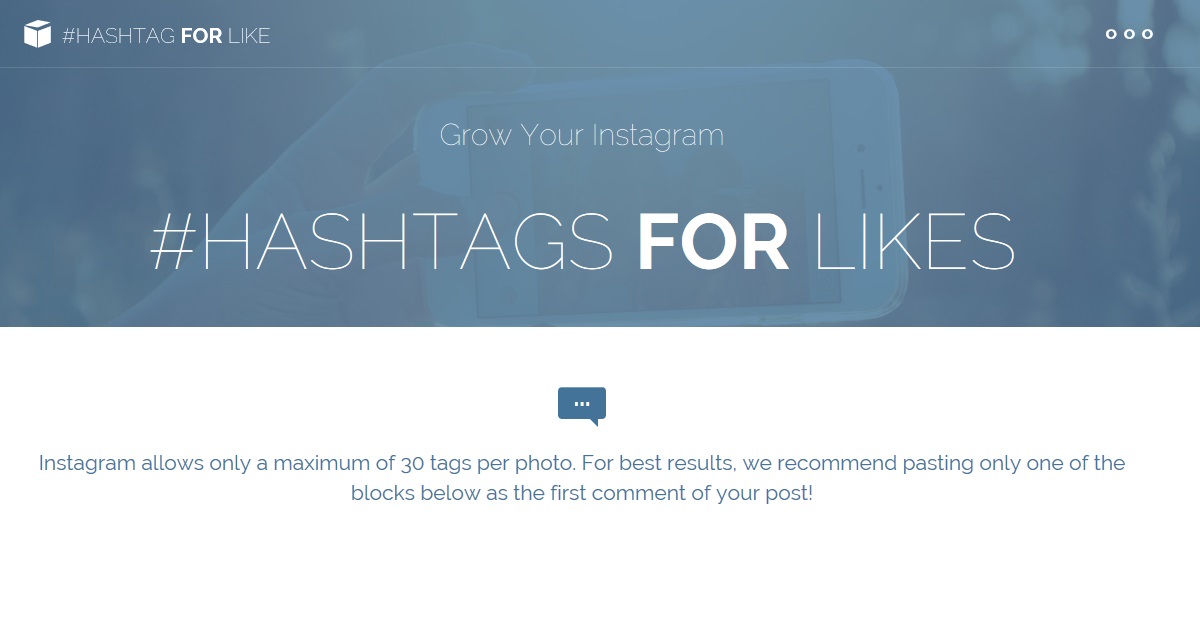 #HASHTAG FOR LIKE
Grow Your Instagram
#HASHTAGS FOR LIKES
Instagram allows only a maximum of 30 tags per photo. For best results, we recommend pasting only one of the
blocks below as the first comment of your post!